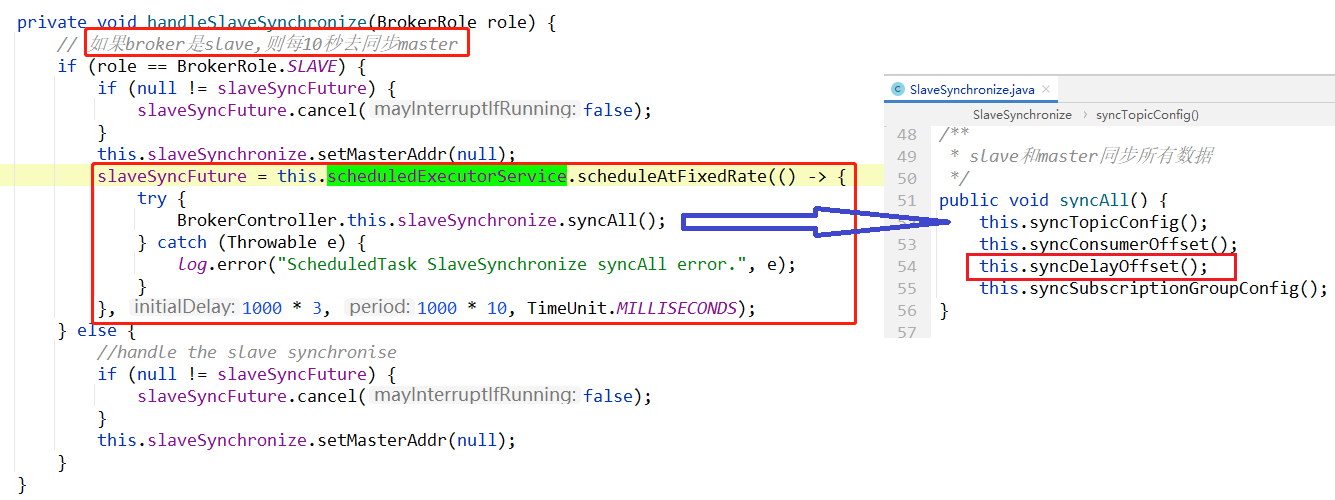 private void handleSlaveSynchronize(BrokerRole role) {
// 如果broker是slave,则每10秒去同步master
if (role == BrokerRole.SLAVE) {
if (null != slaveSyncFuture) {
slaveSyncFuture.cancel( mayInterruptIfRunning: false);
}
this.slaveSynchronize.setMasterAddr(null);
slaveSyncFuture = this.scheduledExecutorService.scheduleAtFixedRate(() -> {
try {
BrokerController.this.slaveSynchronize.syncAll();
} catch (Throwable e) {
log.error("ScheduledTask SlaveSynchronize syncAll error.", e);
}
}, initialDelay: 1000 * 3, period: 1000 * 10, TimeUnit.MILLISECONDS);
} else {
//handle the slave synchronise
if (null != slaveSyncFuture) {
slaveSyncFuture.cancel( mayInterruptIfRunning: false);
}
this.slaveSynchronize.setMasterAddr(null);
}
}
SlaveSynchronize.java
SlaveSynchronize › syncTopicConfig()
48 /**
49 * slave和master同步所有数据
50 */
51 public void syncAll() {
this.syncTopicConfig();
53 this.syncConsumerOffset();
54 this.syncDelayOffset();
55 this.syncSubscriptionGroupConfig();
56 }
57